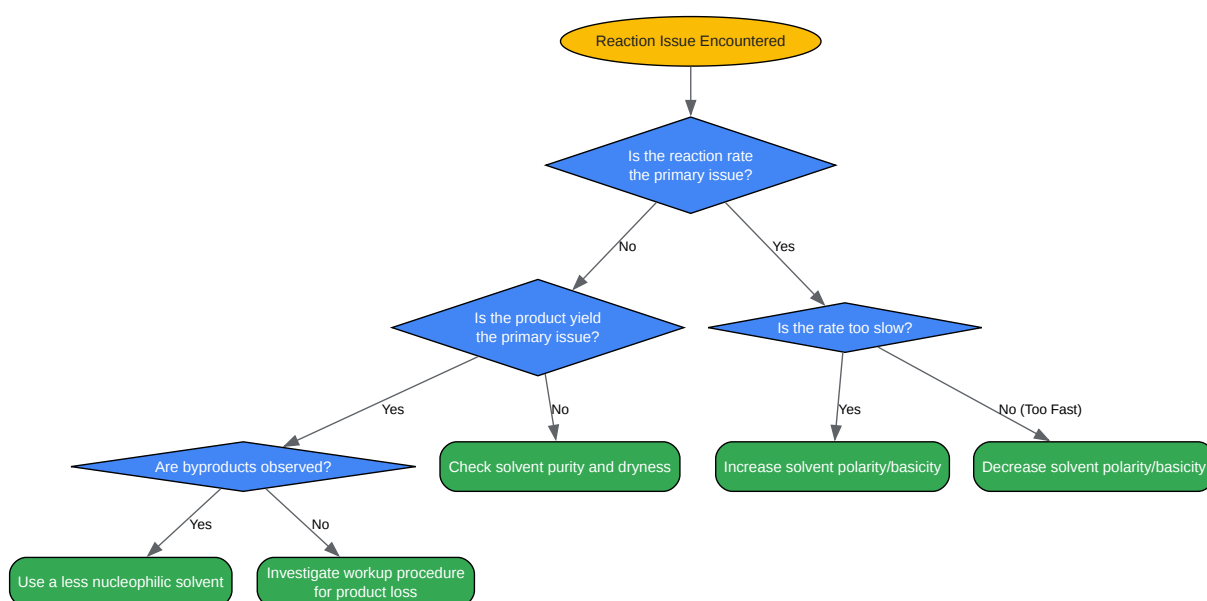 Reaction Issue Encountered
Is the reaction rate
the primary issue?
No
Yes
Is the product yield
the primary issue?
Is the rate too slow?
Yes
No
Yes
No (Too Fast)
Are byproducts observed?
Check solvent purity and dryness
Increase solvent polarity/basicity
Decrease solvent polarity/basicity
Yes
No
Use a less nucleophilic solvent
Investigate workup procedure
for product loss